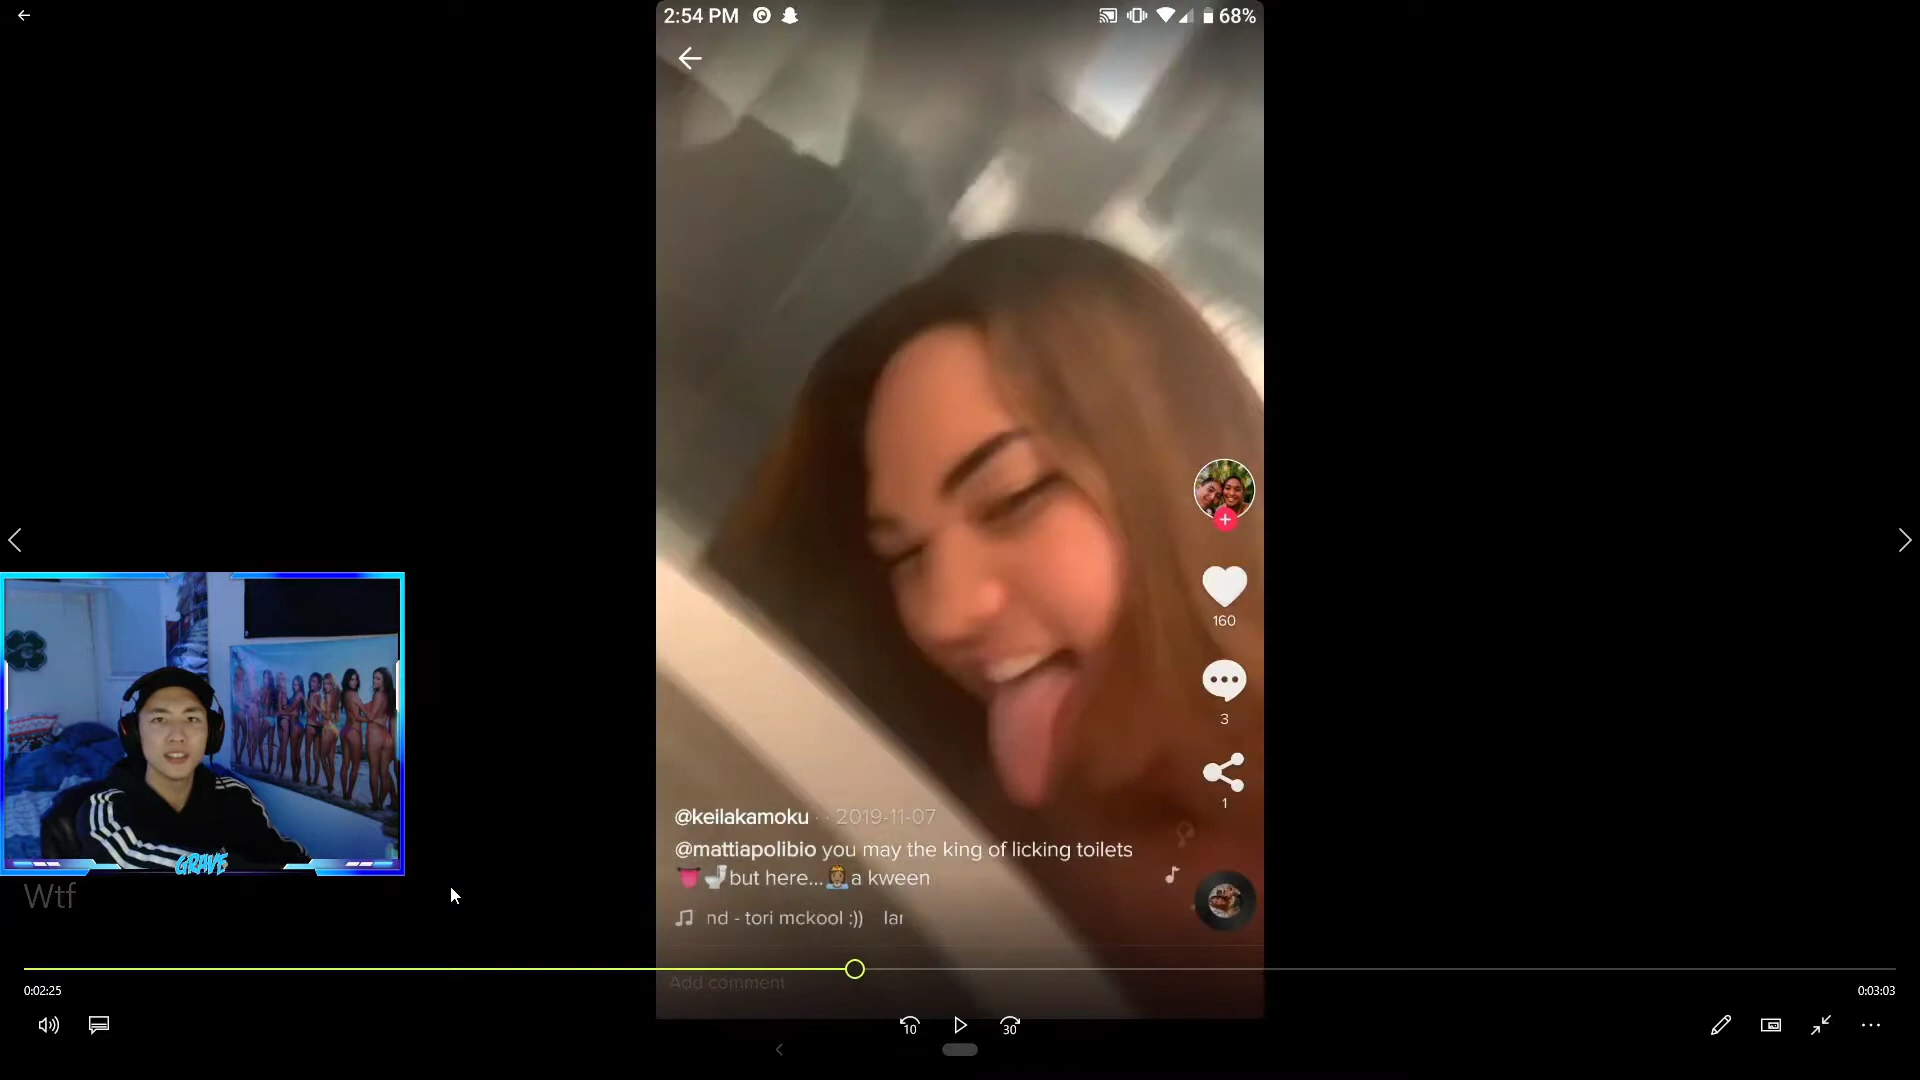 2:54 PM
68%
160
3
1
@keilakamoku · · 2019-11-07
@mattiapolibio you may the king of licking toilets
👅🚽but here...👸🏽a kween
nd - tori mckool :)) Iar
Add comment
GRAVE
Wtf
0:02:25
0:03:03
10
30